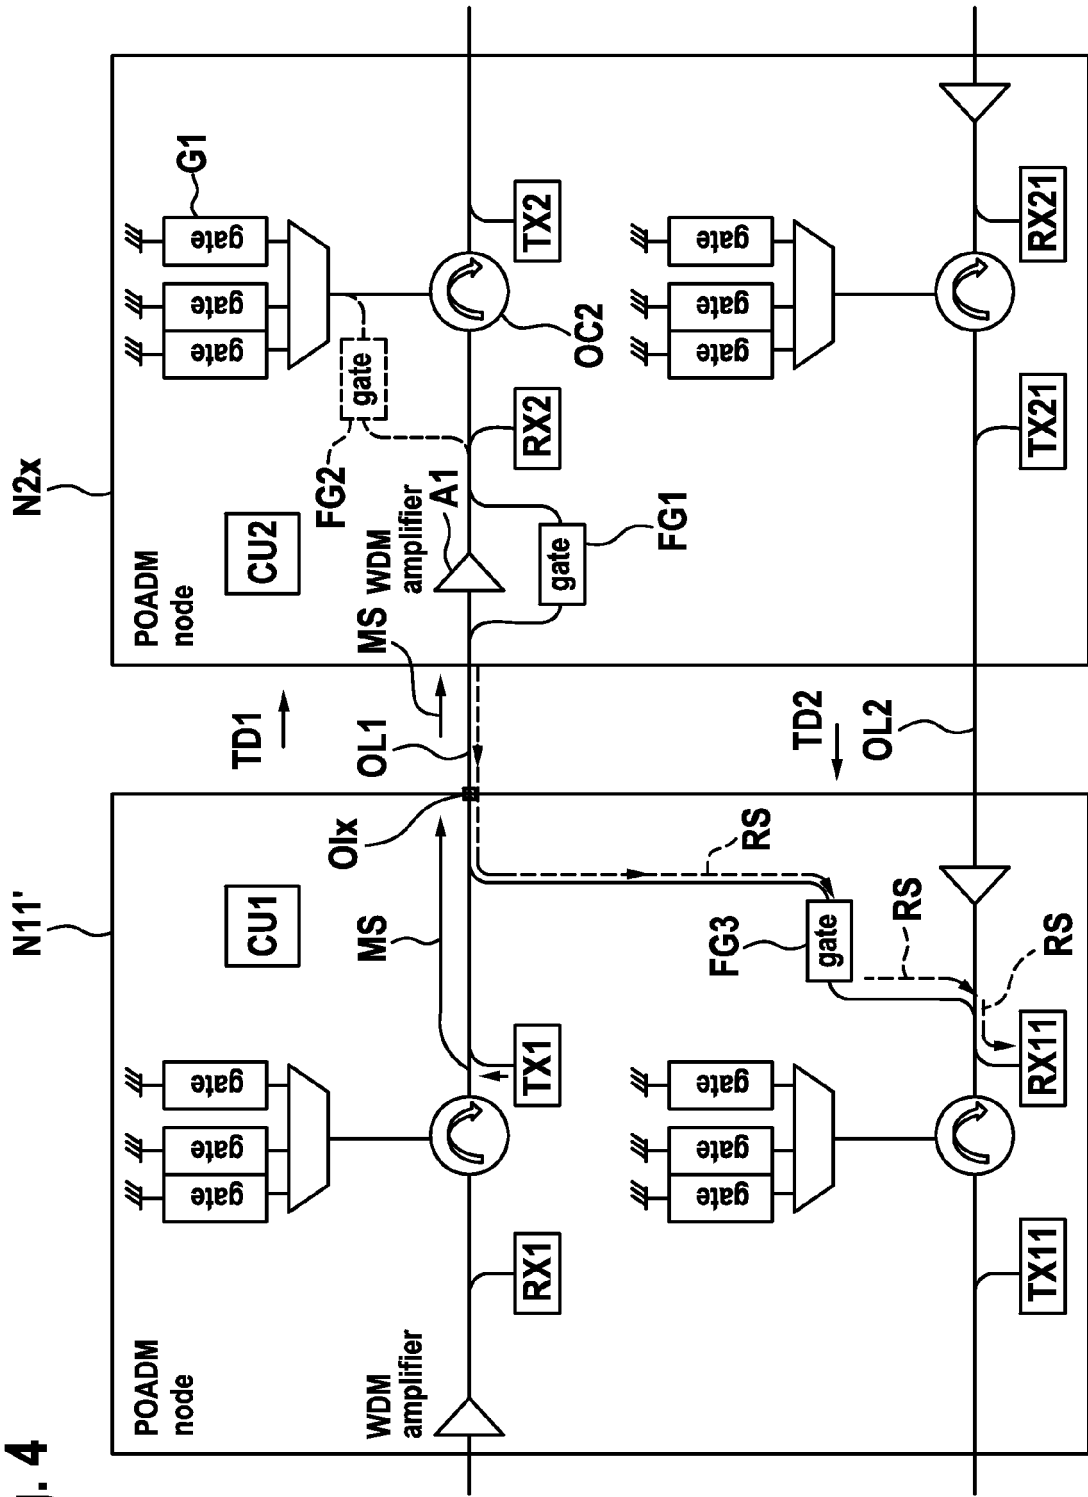 . 4
N11'
N2x
POADM
node
CU1
WDM
amplifier
RX1
gate
gate
gate
TX1
MS
OIx
TD1
OL1
MS
POADM
node
CU2
WDM
amplifier
A1
FG2
gate
gate
FG1
RX2
OC2
gate
gate
gate
G1
TX2
TX11
gate
gate
gate
RX11
RS
RS
FG3
gate
RS
TD2
OL2
TX21
gate
gate
gate
RX21